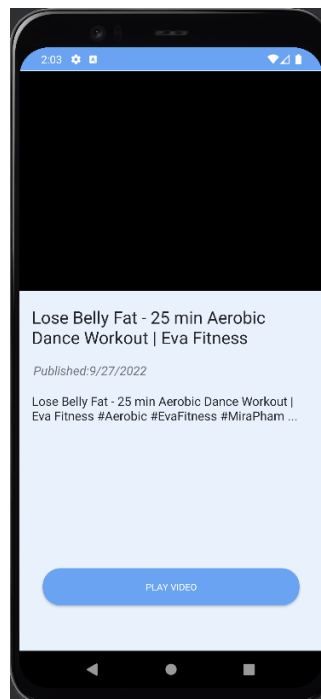 2:03
Lose Belly Fat - 25 min Aerobic
Dance Workout | Eva Fitness
Published:9/27/2022
Lose Belly Fat - 25 min Aerobic Dance Workout |
Eva Fitness #Aerobic #EvaFitness #MiraPham ...
PLAY VIDEO